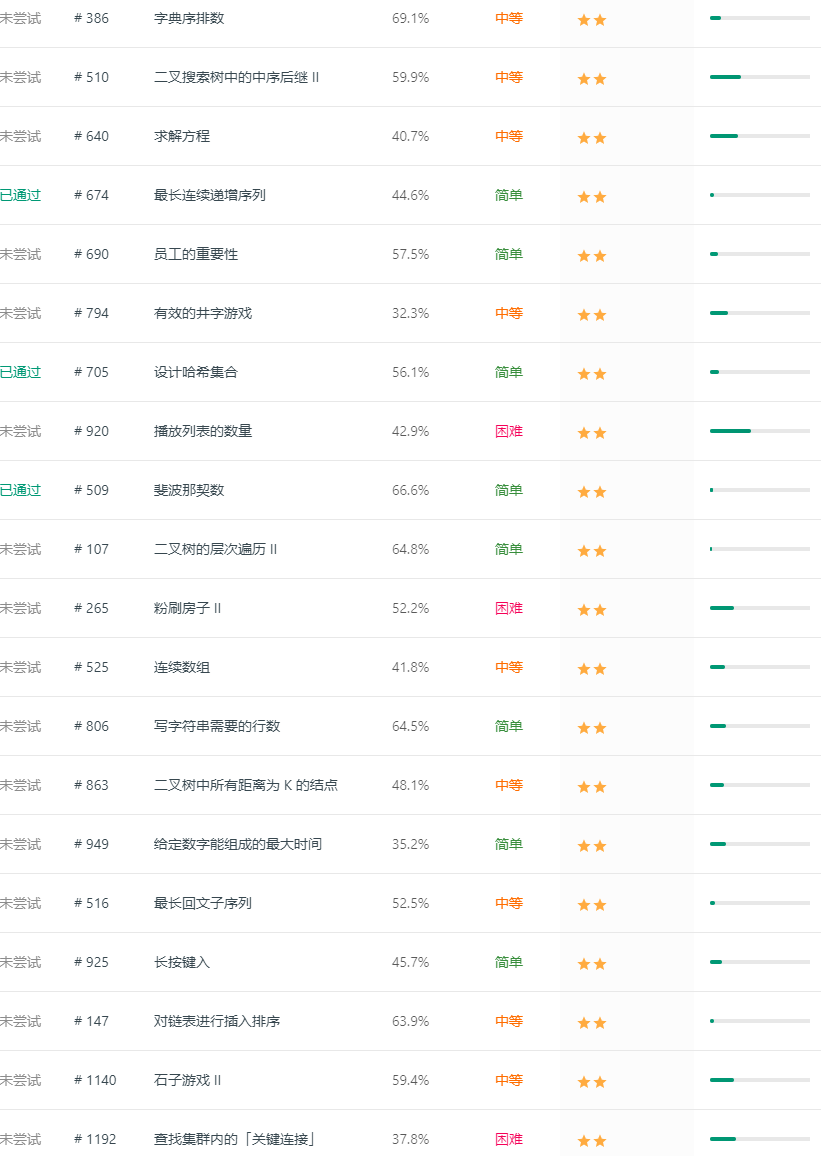 未尝试 # 386 字典序排数 69.1% 中等
未尝试 # 510 二叉搜索树中的中序后继 II 59.9% 中等
未尝试 # 640 求解方程 40.7% 中等
已通过 # 674 最长连续递增序列 44.6% 简单
未尝试 # 690 员工的重要性 57.5% 简单
未尝试 # 794 有效的井字游戏 32.3% 中等
已通过 # 705 设计哈希集合 56.1% 简单
未尝试 # 920 播放列表的数量 42.9% 困难
已通过 # 509 斐波那契数 66.6% 简单
未尝试 # 107 二叉树的层次遍历 II 64.8% 简单
未尝试 # 265 粉刷房子 II 52.2% 困难
未尝试 # 525 连续数组 41.8% 中等
未尝试 # 806 写字符串需要的行数 64.5% 简单
未尝试 # 863 二叉树中所有距离为 K 的结点 48.1% 中等
未尝试 # 949 给定数字能组成的最大时间 35.2% 简单
未尝试 # 516 最长回文子序列 52.5% 中等
未尝试 # 925 长按键入 45.7% 简单
未尝试 # 147 对链表进行插入排序 63.9% 中等
未尝试 # 1140 石子游戏 II 59.4% 中等
未尝试 # 1192 查找集群内的「关键连接」 37.8% 困难